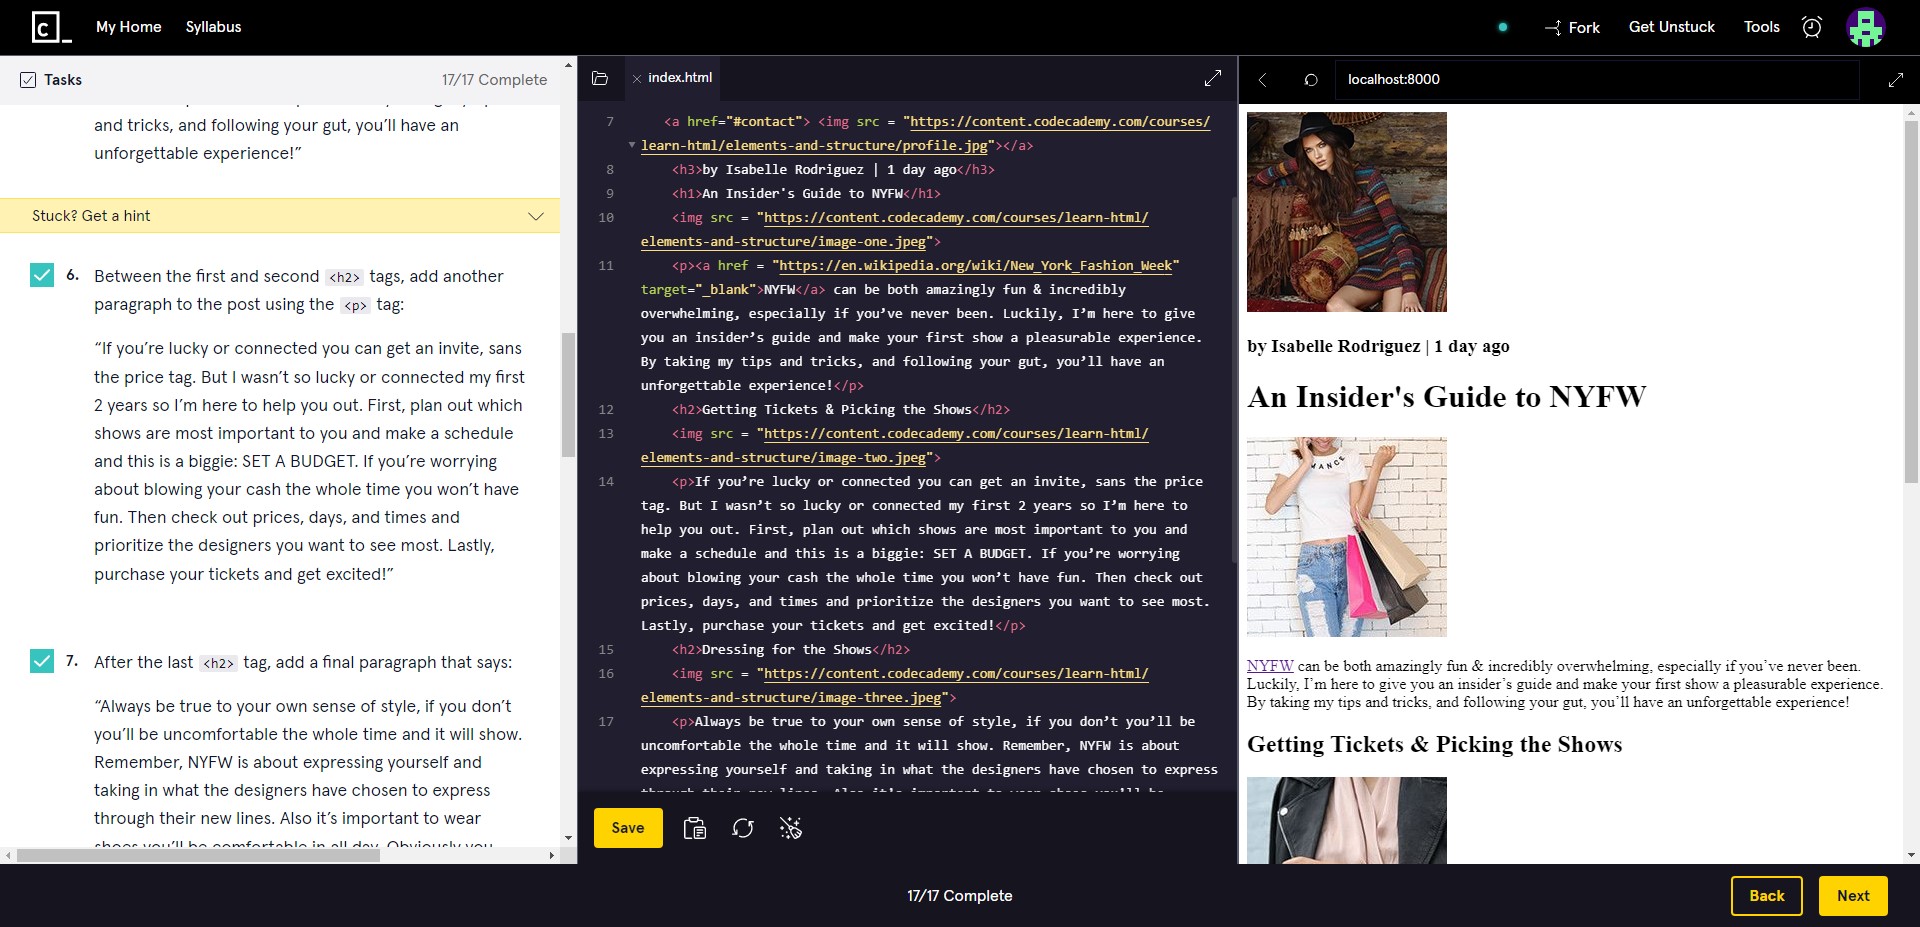 c_
My Home
Syllabus
Fork
Get Unstuck
Tools
Tasks
17/17 Complete
and tricks, and following your gut, you’ll have an
unforgettable experience!”
Stuck? Get a hint
6. Between the first and second <h2> tags, add another
paragraph to the post using the <p> tag:
“If you’re lucky or connected you can get an invite, sans
the price tag. But I wasn’t so lucky or connected my first
2 years so I’m here to help you out. First, plan out which
shows are most important to you and make a schedule
and this is a biggie: SET A BUDGET. If you’re worrying
about blowing your cash the whole time you won’t have
fun. Then check out prices, days, and times and
prioritize the designers you want to see most. Lastly,
purchase your tickets and get excited!”
7. After the last <h2> tag, add a final paragraph that says:
“Always be true to your own sense of style, if you don’t
you’ll be uncomfortable the whole time and it will show.
Remember, NYFW is about expressing yourself and
taking in what the designers have chosen to express
through their new lines. Also it’s important to wear
shoes you’ll be comfortable in all day. Obviously you
index.html
7 <a href="#contact"> <img src = "https://content.codecademy.com/courses/
learn-html/elements-and-structure/profile.jpg"></a>
8 <h3>by Isabelle Rodriguez | 1 day ago</h3>
9 <h1>An Insider's Guide to NYFW</h1>
10 <img src = "https://content.codecademy.com/courses/learn-html/
elements-and-structure/image-one.jpeg">
11 <p><a href = "https://en.wikipedia.org/wiki/New_York_Fashion_Week"
target="_blank">NYFW</a> can be both amazingly fun & incredibly
overwhelming, especially if you’ve never been. Luckily, I’m here to give
you an insider’s guide and make your first show a pleasurable experience.
By taking my tips and tricks, and following your gut, you’ll have an
unforgettable experience!</p>
12 <h2>Getting Tickets & Picking the Shows</h2>
13 <img src = "https://content.codecademy.com/courses/learn-html/
elements-and-structure/image-two.jpeg">
14 <p>If you’re lucky or connected you can get an invite, sans the price
tag. But I wasn’t so lucky or connected my first 2 years so I’m here to
help you out. First, plan out which shows are most important to you and
make a schedule and this is a biggie: SET A BUDGET. If you’re worrying
about blowing your cash the whole time you won’t have fun. Then check out
prices, days, and times and prioritize the designers you want to see most.
Lastly, purchase your tickets and get excited!</p>
15 <h2>Dressing for the Shows</h2>
16 <img src = "https://content.codecademy.com/courses/learn-html/
elements-and-structure/image-three.jpeg">
17 <p>Always be true to your own sense of style, if you don’t you’ll be
uncomfortable the whole time and it will show. Remember, NYFW is about
expressing yourself and taking in what the designers have chosen to express
through their new lines. Also it’s important to wear shoes you’ll be
Save
localhost:8000
by Isabelle Rodriguez | 1 day ago
An Insider's Guide to NYFW
NYFW can be both amazingly fun & incredibly overwhelming, especially if you’ve never been.
Luckily, I’m here to give you an insider’s guide and make your first show a pleasurable experience.
By taking my tips and tricks, and following your gut, you’ll have an unforgettable experience!
Getting Tickets & Picking the Shows
17/17 Complete
Back
Next